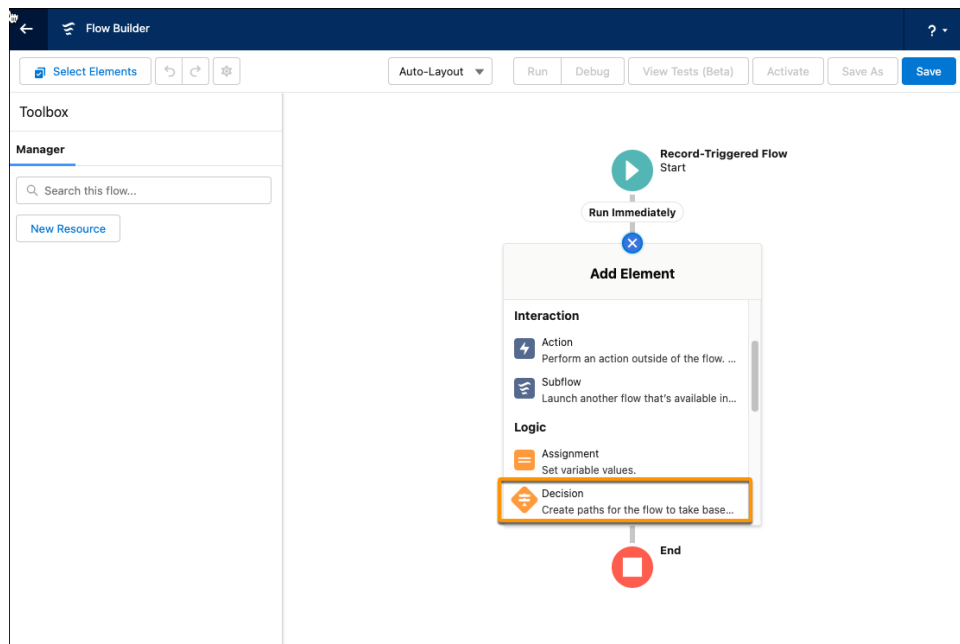 Flow Builder
?
Select Elements
Auto-Layout
Run
Debug
View Tests (Beta)
Activate
Save As
Save
Toolbox
Manager
Search this flow...
New Resource
Record-Triggered Flow
Start
Run Immediately
Add Element
Interaction
Action
Perform an action outside of the flow. ...
Subflow
Launch another flow that's available in...
Logic
Assignment
Set variable values.
Decision
Create paths for the flow to take base...
End